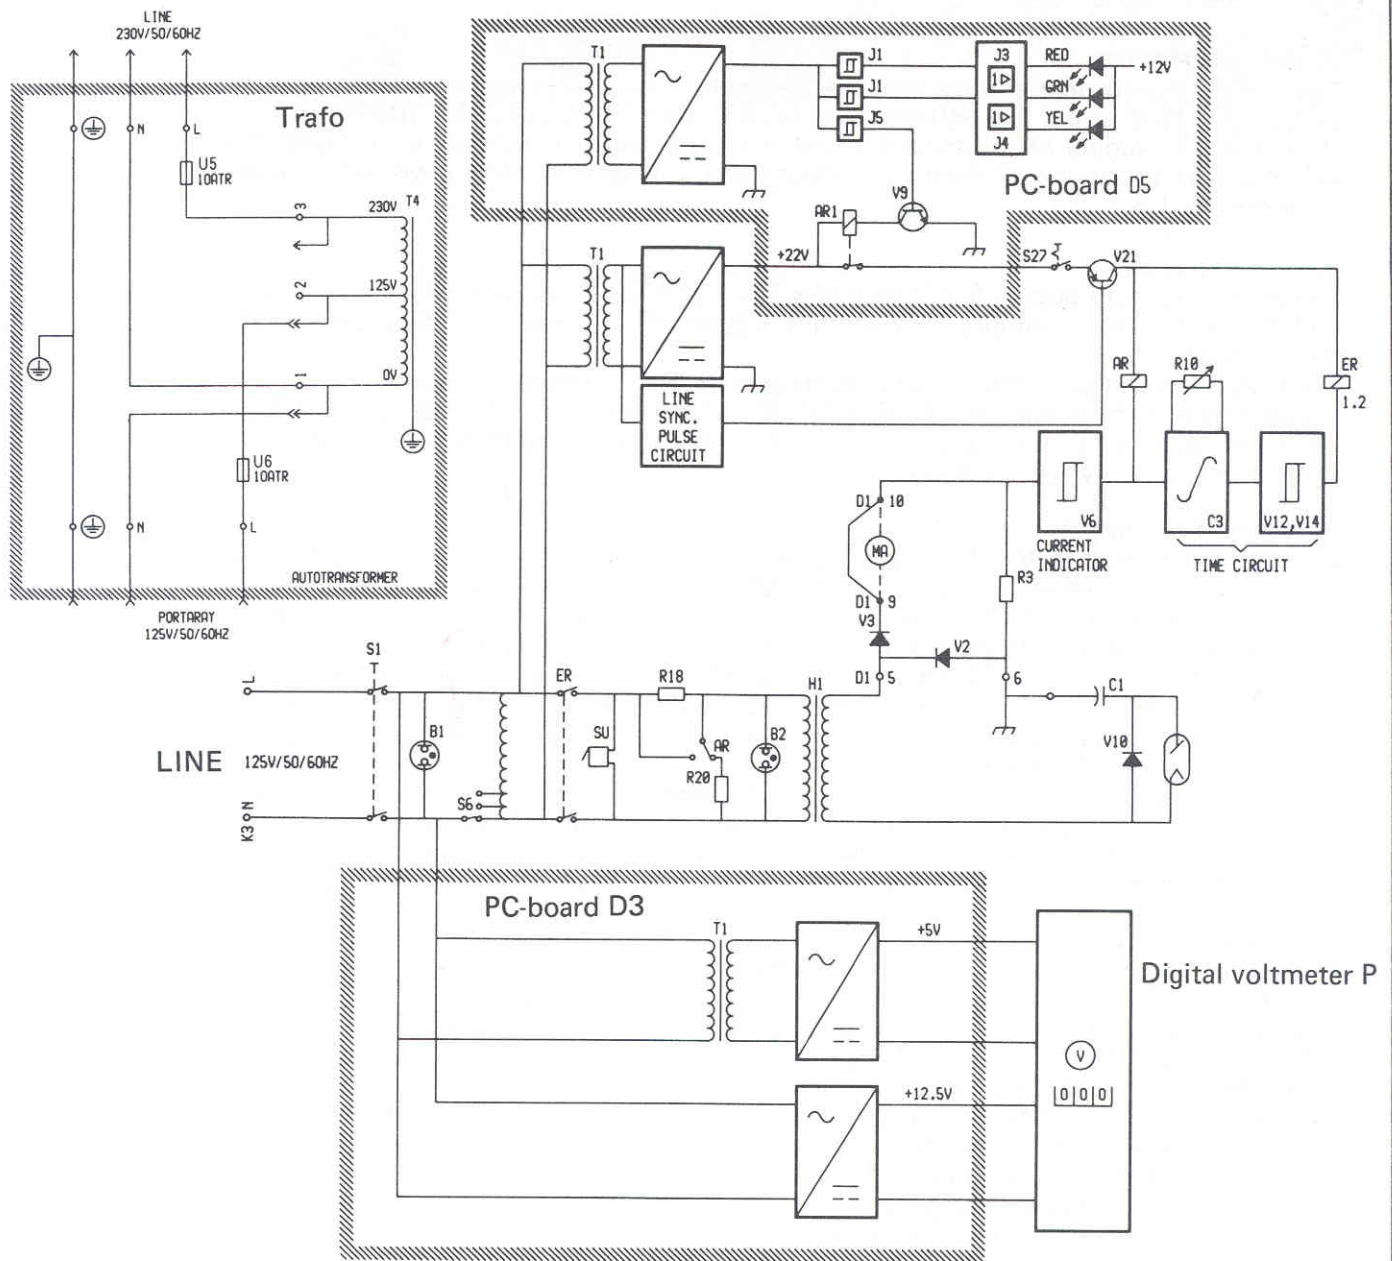 LINE
230V/50/60HZ
Trafo
N
L
U5
10ATR
3
230V
T4
2
125V
1
0V
U6
10ATR
N
L
AUTOTRANSFORMER
PORTARAY
125V/50/60HZ
T1
J1
J1
J5
J3
1
1
J4
RED
GRN
YEL
+12V
PC-board D5
V9
AR1
T1
+22V
S27
V21
LINE
SYNC.
PULSE
CIRCUIT
AR
R10
ER
1.2
D1
10
MA
D1
9
V3
V6
CURRENT
INDICATOR
C3
V12,V14
TIME CIRCUIT
R3
V2
D1
5
6
L
S1
ER
R18
H1
C1
LINE
125V/50/60HZ
B1
SU
AR
B2
V10
R20
S6
K3 N
PC-board D3
T1
+5V
Digital voltmeter P
V
0 0 0
+12.5V